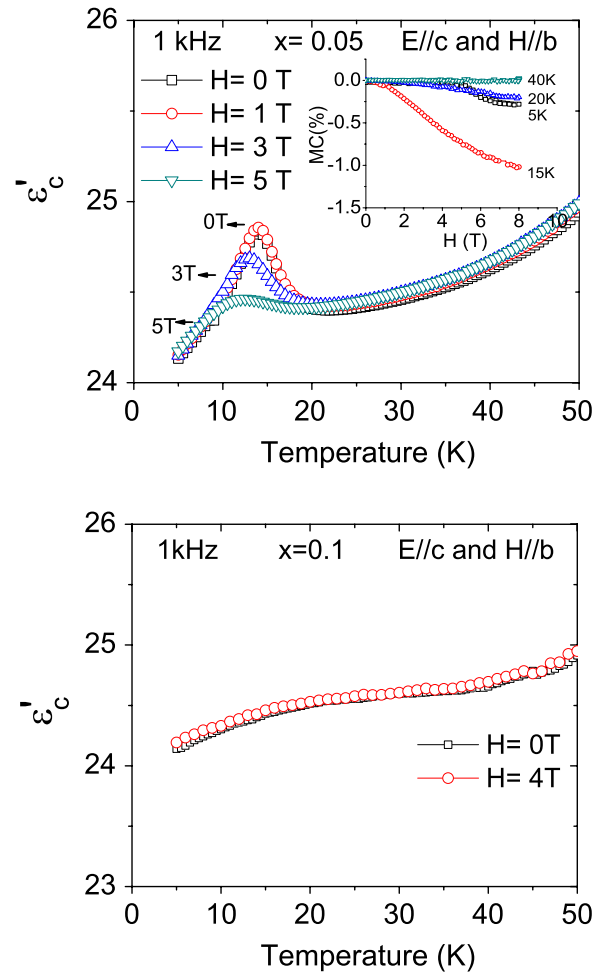 1 kHz x= 0.05 E//c and H//b
H= 0 T
H= 1 T
H= 3 T
H= 5 T
26
25
24
ε'c
0T
3T
5T
0 10 20 30 40 50
Temperature (K)
MC(%)
0.0
-0.5
-1.0
-1.5
40K
20K
5K
15K
0 2 4 6 8 10
H (T)
1kHz x=0.1 E//c and H//b
26
25
24
23
ε'c
H= 0T
H= 4T
0 10 20 30 40 50
Temperature (K)